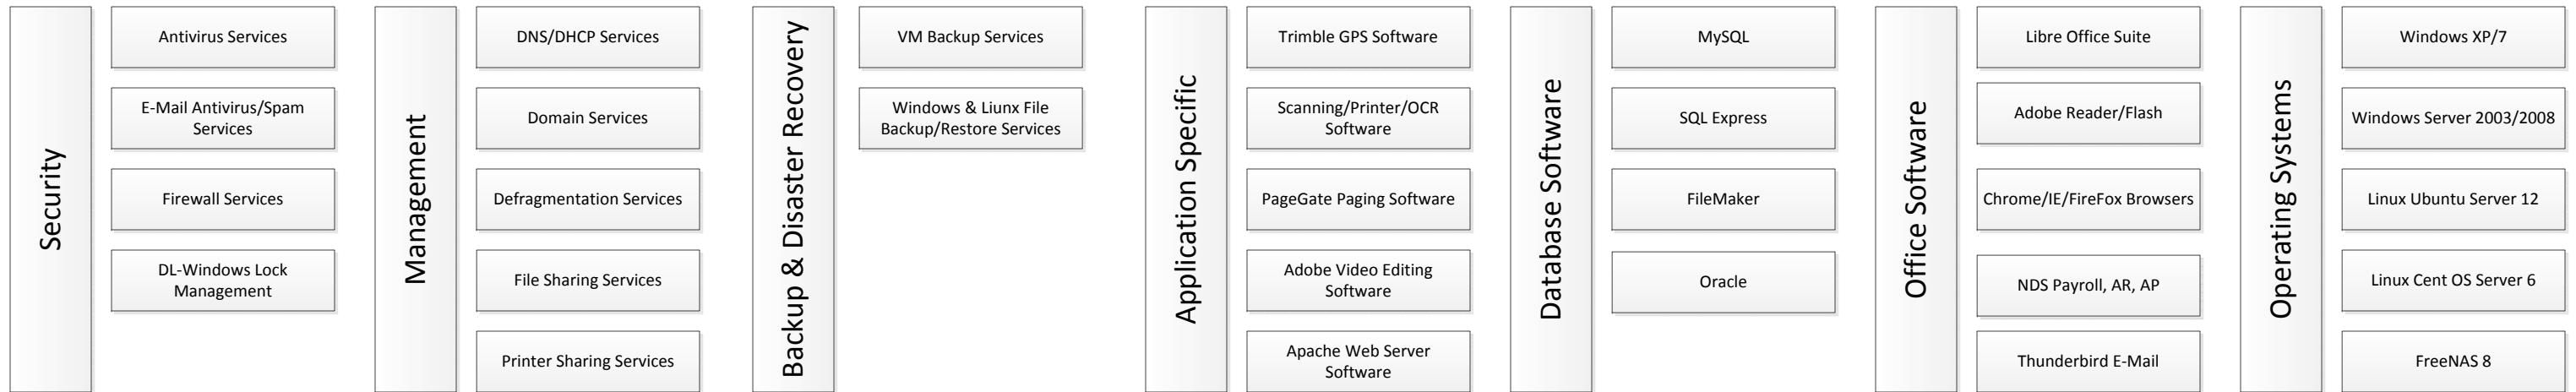 Security
Antivirus Services
E-Mail Antivirus/Spam
Services
Firewall Services
DL-Windows Lock
Management
Management
DNS/DHCP Services
Domain Services
Defragmentation Services
File Sharing Services
Printer Sharing Services
Backup & Disaster Recovery
VM Backup Services
Windows & Liunx File
Backup/Restore Services
Application Specific
Trimble GPS Software
Scanning/Printer/OCR
Software
PageGate Paging Software
Adobe Video Editing
Software
Apache Web Server
Software
Database Software
MySQL
SQL Express
FileMaker
Oracle
Office Software
Libre Office Suite
Adobe Reader/Flash
Chrome/IE/FireFox Browsers
NDS Payroll, AR, AP
Thunderbird E-Mail
Operating Systems
Windows XP/7
Windows Server 2003/2008
Linux Ubuntu Server 12
Linux Cent OS Server 6
FreeNAS 8